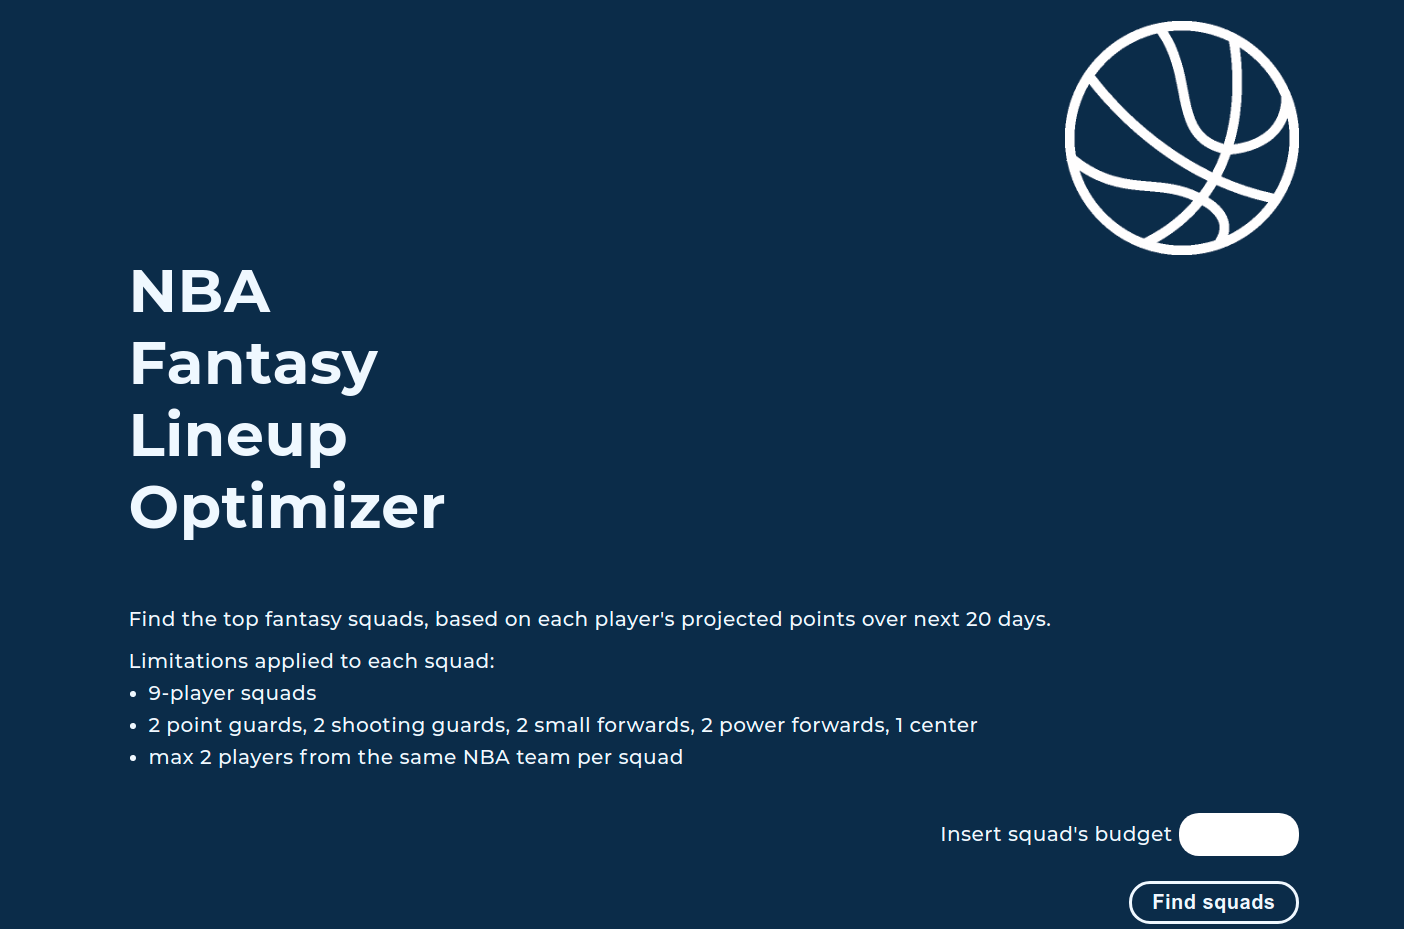 NBA
Fantasy
Lineup
Optimizer
Find the top fantasy squads, based on each player's projected points over next 20 days.
Limitations applied to each squad:
• 9-player squads
• 2 point guards, 2 shooting guards, 2 small forwards, 2 power forwards, 1 center
• max 2 players from the same NBA team per squad
Insert squad's budget
Find squads